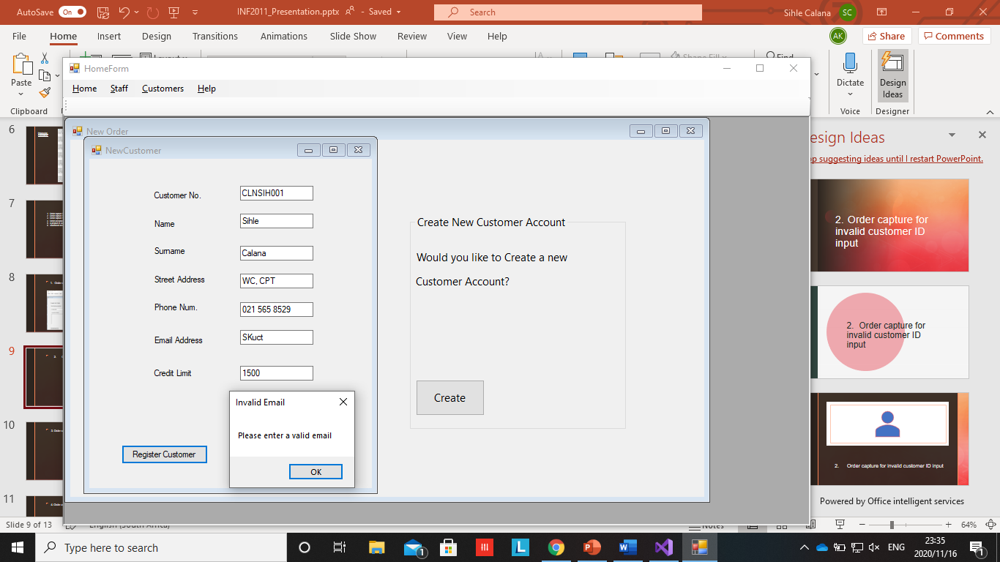 AutoSave On INF2011_Presentation.pptx - Saved Search Sihle Calana SC
File Home Insert Design Transitions Animations Slide Show Review View Help AK Share Comments
Paste
Clipboard
Dictate
Voice
Design
Ideas
Designer
HomeForm
Home Staff Customers Help
New Order
NewCustomer
Customer No. CLNSIH001
Name Sihle
Surname Calana
Street Address WC, CPT
Phone Num. 021 565 8529
Email Address SKuct
Credit Limit 1500
Invalid Email
Please enter a valid email
OK
Register Customer
Create New Customer Account
Would you like to Create a new
Customer Account?
Create
6
7
8
9
10
11
esign Ideas
op suggesting ideas until I restart PowerPoint.
2. Order capture for
invalid customer ID
input
2. Order capture for
invalid customer ID
input
2. Order capture for invalid customer ID input
Powered by Office intelligent services
Slide 9 of 13 English (South Africa) Notes 64%
Type here to search
1
L
ENG
23:35
2020/11/16
1